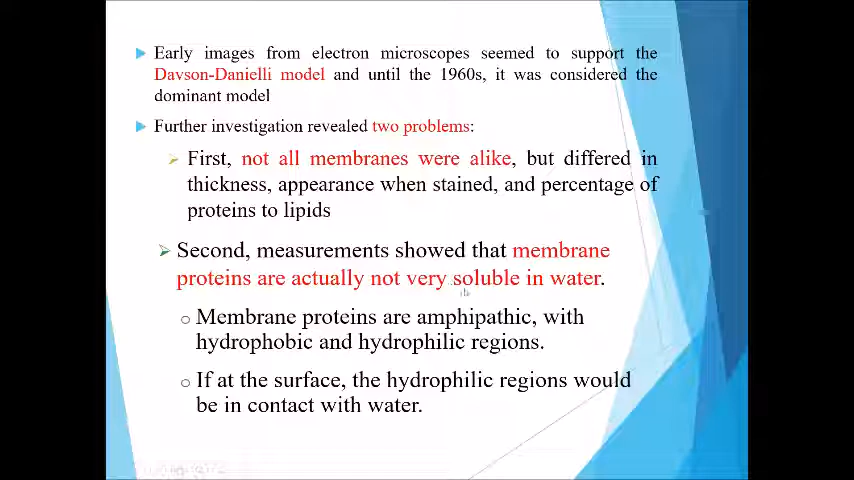 Early images from electron microscopes seemed to support the
Davson-Danielli model and until the 1960s, it was considered the
dominant model
Further investigation revealed two problems:
First, not all membranes were alike, but differed in
thickness, appearance when stained, and percentage of
proteins to lipids
Second, measurements showed that membrane
proteins are actually not very soluble in water.
Membrane proteins are amphipathic, with
hydrophobic and hydrophilic regions.
If at the surface, the hydrophilic regions would
be in contact with water.